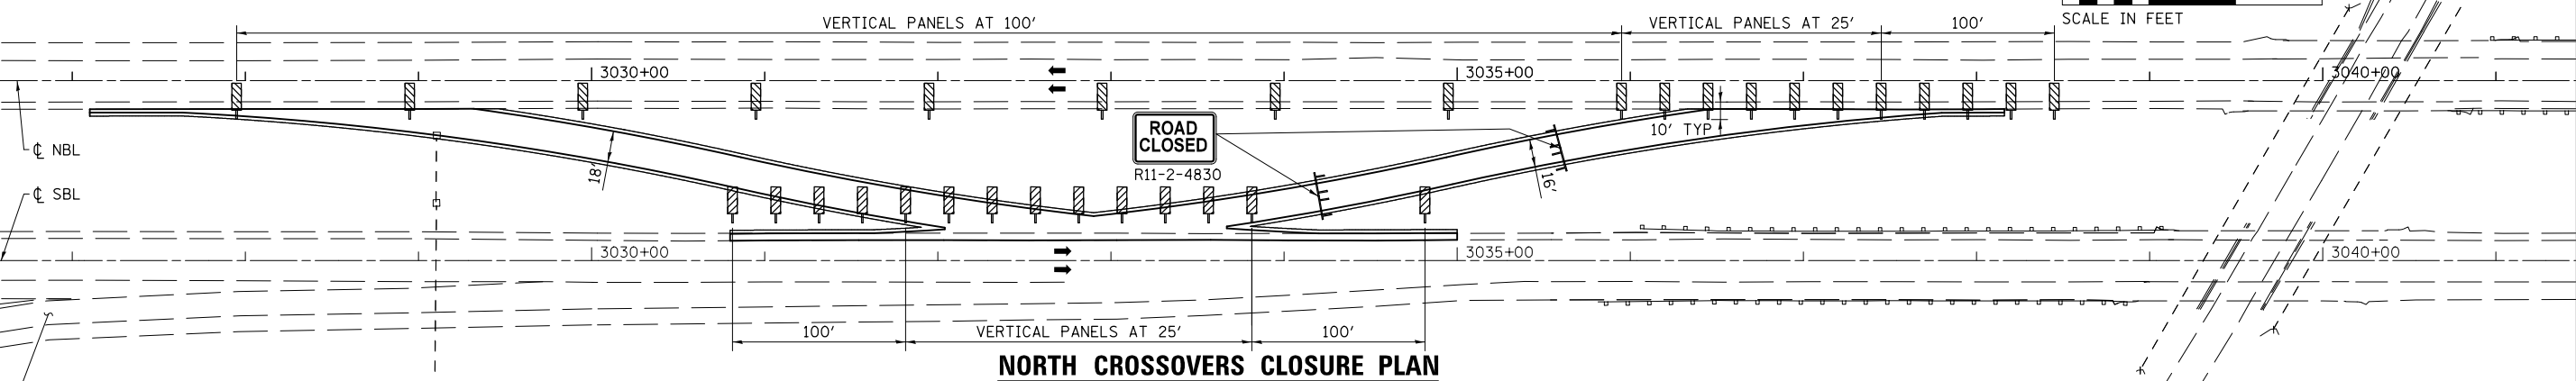 VERTICAL PANELS AT 100'
VERTICAL PANELS AT 25'
100'
SCALE IN FEET
3030+00
3035+00
3040+00
℄ NBL
18'
ROAD
CLOSED
R11-2-4830
10' TYP
16'
℄ SBL
3030+00
3035+00
3040+00
100'
VERTICAL PANELS AT 25'
100'
NORTH CROSSOVERS CLOSURE PLAN